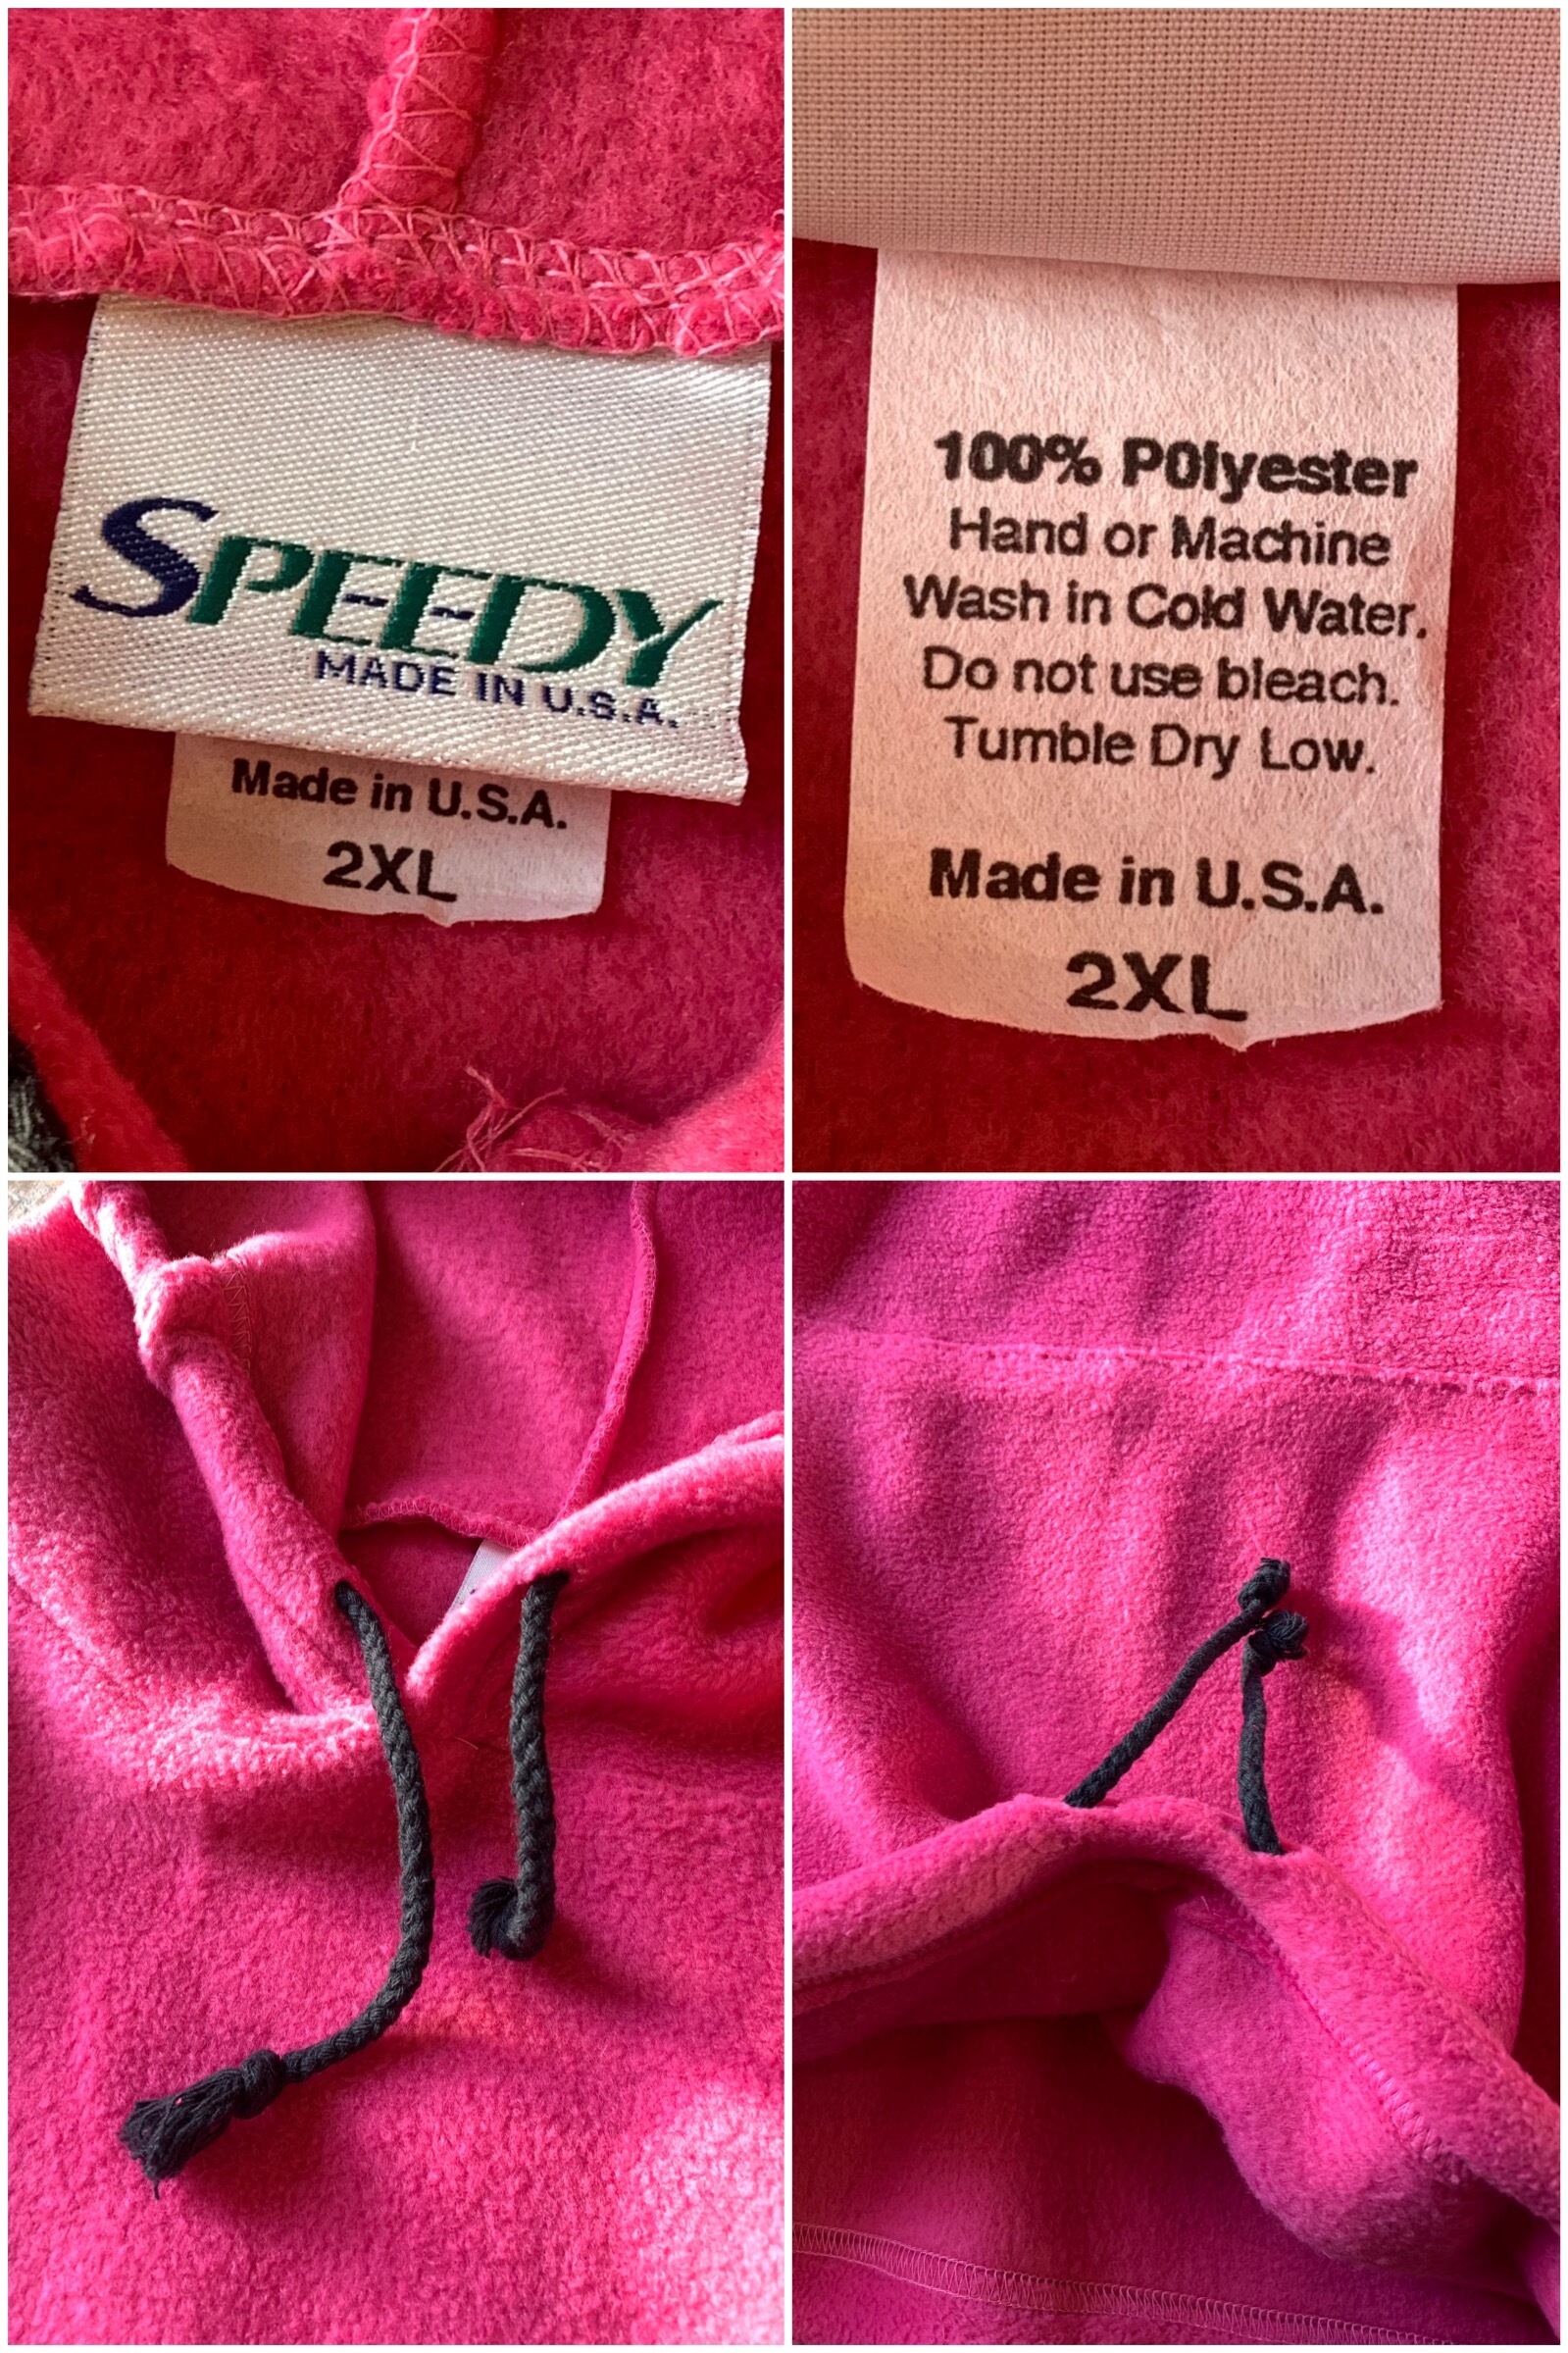 SPEEDY
MADE IN U.S.A.
Made in U.S.A.
2XL
100% P0lyester
Hand or Machine
Wash in Cold Water.
Do not use bleach.
Tumble Dry Low.
Made in U.S.A.
2XL